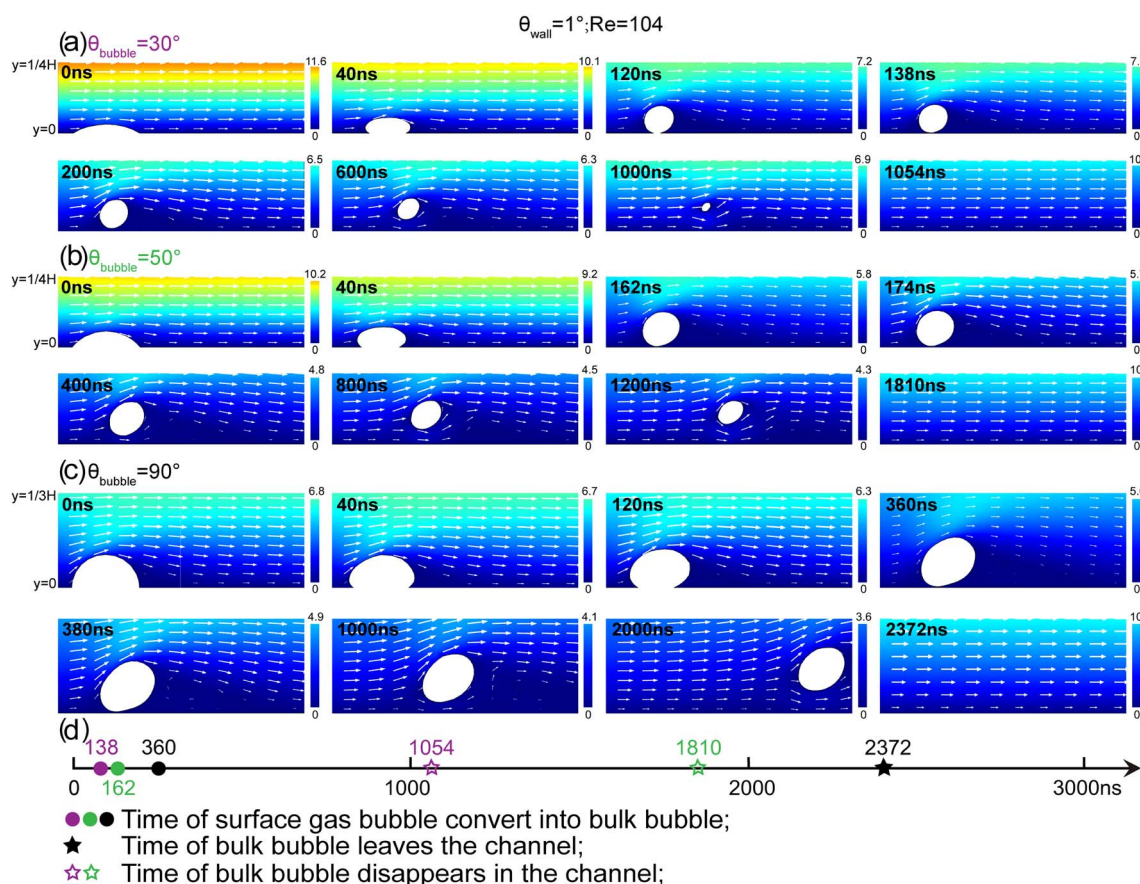 θwall=1°;Re=104
(a) θbubble=30°
y=1/4H 0ns 11.6 40ns 10.1 120ns 7.2 138ns
y=0 0 0 0 0
200ns 6.5 600ns 6.3 1000ns 6.9 1054ns
0 0 0 0
(b) θbubble=50°
y=1/4H 0ns 10.2 40ns 9.2 162ns 5.8 174ns
y=0 0 0 0 0
400ns 4.8 800ns 4.5 1200ns 4.3 1810ns
0 0 0 0
(c) θbubble=90°
y=1/3H 0ns 6.8 40ns 6.7 120ns 6.3 360ns
y=0 0 0 0 0
380ns 4.9 1000ns 4.1 2000ns 3.6 2372ns
0 0 0 0
(d)
138 360 1054 1810 2372
0 162 1000 2000 3000ns
Time of surface gas bubble convert into bulk bubble;
Time of bulk bubble leaves the channel;
Time of bulk bubble disappears in the channel;